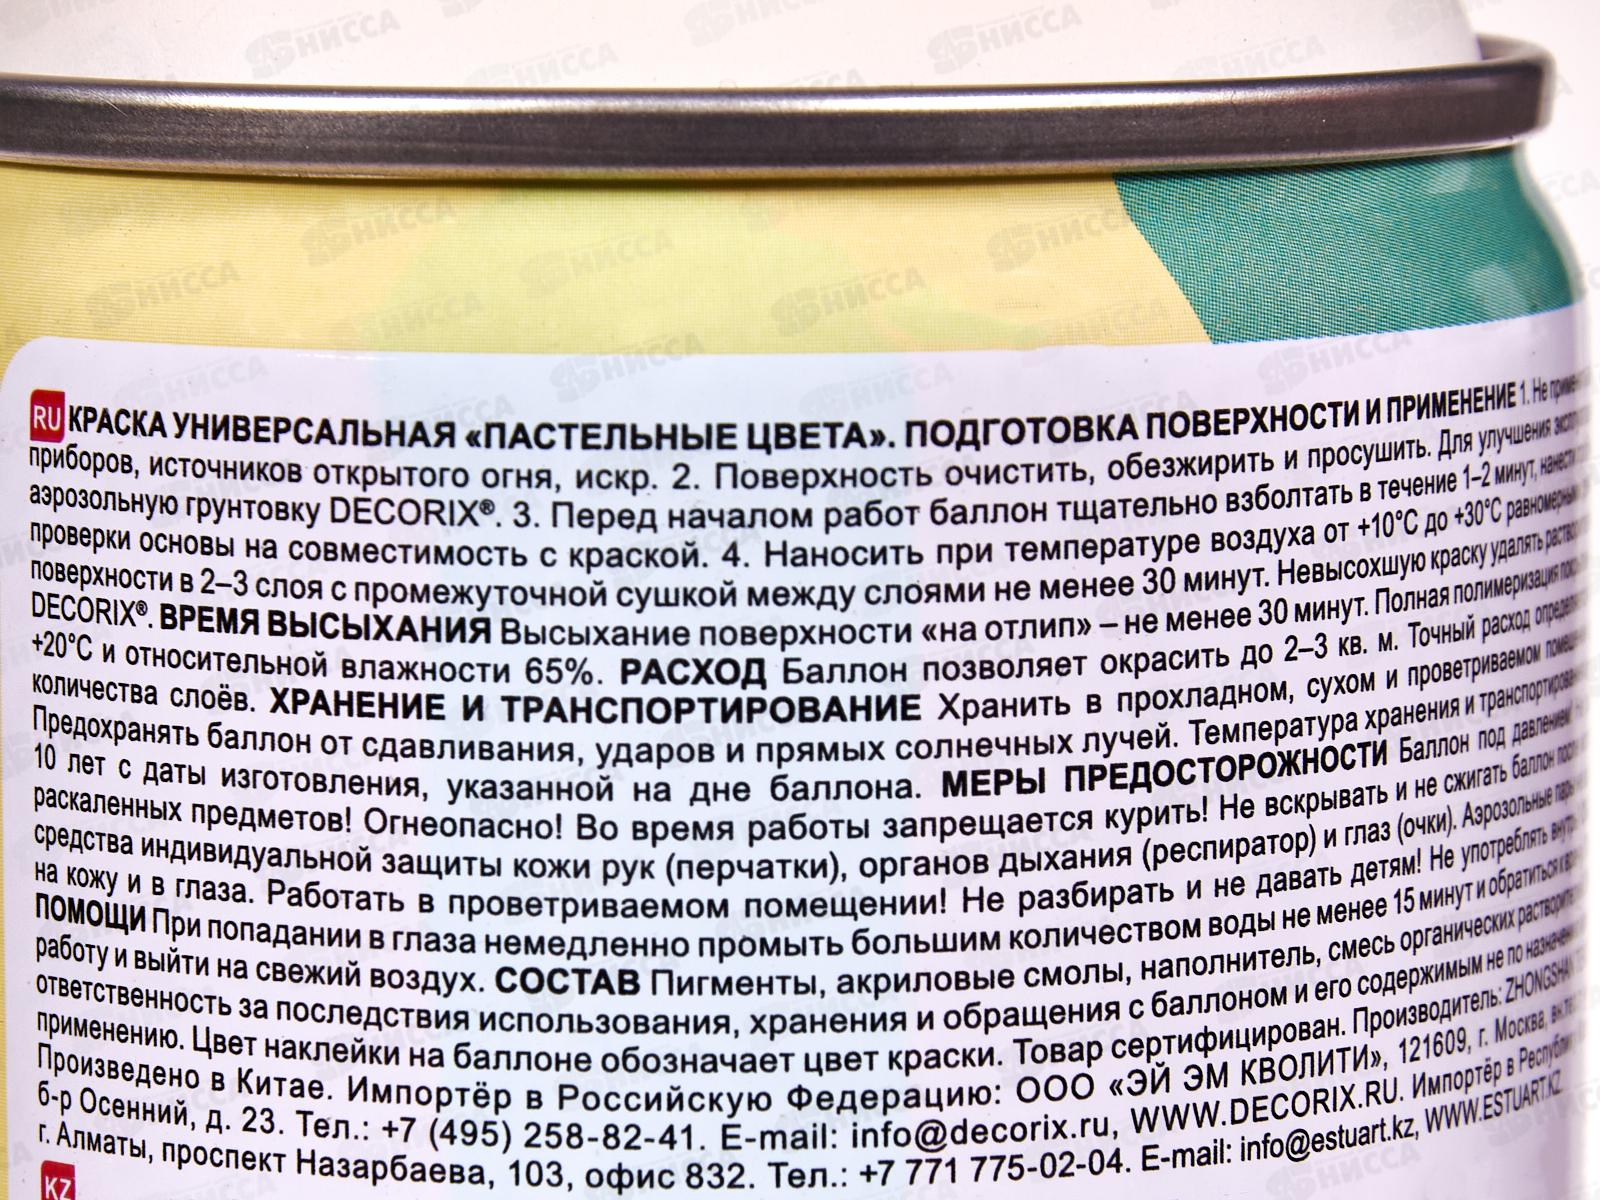 RU КРАСКА УНИВЕРСАЛЬНАЯ «ПАСТЕЛЬНЫЕ ЦВЕТА». ПОДГОТОВКА ПОВЕРХНОСТИ И ПРИМЕНЕНИЕ 1. Не
приборов, источников открытого огня, искр. 2. Поверхность очистить, обезжирить и просушить. Для улучшения
аэрозольную грунтовку DECORIX®. 3. Перед началом работ баллон тщательно взболтать в течение 1–2 минут, нанести
проверки основы на совместимость с краской. 4. Наносить при температуре воздуха от +10°С до +30°С
поверхности в 2–3 слоя с промежуточной сушкой между слоями не менее 30 минут. Невысохшую краску удалять
DECORIX®. ВРЕМЯ ВЫСЫХАНИЯ Высыхание поверхности «на отлип» – не менее 30 минут. Полная полимеризация
+20°С и относительной влажности 65%. РАСХОД Баллон позволяет окрасить до 2–3 кв. м. Точный расход
количества слоёв. ХРАНЕНИЕ И ТРАНСПОРТИРОВАНИЕ Хранить в прохладном, сухом и проветриваемом
Предохранять баллон от сдавливания, ударов и прямых солнечных лучей. Температура хранения и
10 лет с даты изготовления, указанной на дне баллона. МЕРЫ ПРЕДОСТОРОЖНОСТИ Баллон под давлением!
раскаленных предметов! Огнеопасно! Во время работы запрещается курить! Не вскрывать и не сжигать баллон
средства индивидуальной защиты кожи рук (перчатки), органов дыхания (респиратор) и глаз (очки). Аэрозольные
на кожу и в глаза. Работать в проветриваемом помещении! Не разбирать и не давать детям! Не употреблять
ПОМОЩИ При попадании в глаза немедленно промыть большим количеством воды не менее 15 минут и обратиться к
работу и выйти на свежий воздух. СОСТАВ Пигменты, акриловые смолы, наполнитель, смесь органических
ответственность за последствия использования, хранения и обращения с баллоном и его содержимым не по
применению. Цвет наклейки на баллоне обозначает цвет краски. Товар сертифицирован. Производитель: ZHONGSHAN
Произведено в Китае. Импортёр в Российскую Федерацию: ООО «ЭЙ ЭМ КВОЛИТИ», 121609, г. Москва,
б-р Осенний, д. 23. Тел.: +7 (495) 258-82-41. E-mail: info@decorix.ru, WWW.DECORIX.RU. Импортёр в
г. Алматы, проспект Назарбаева, 103, офис 832. Тел.: +7 771 775-02-04. E-mail: info@estuart.kz, WWW.ESTUART.KZ
KZ